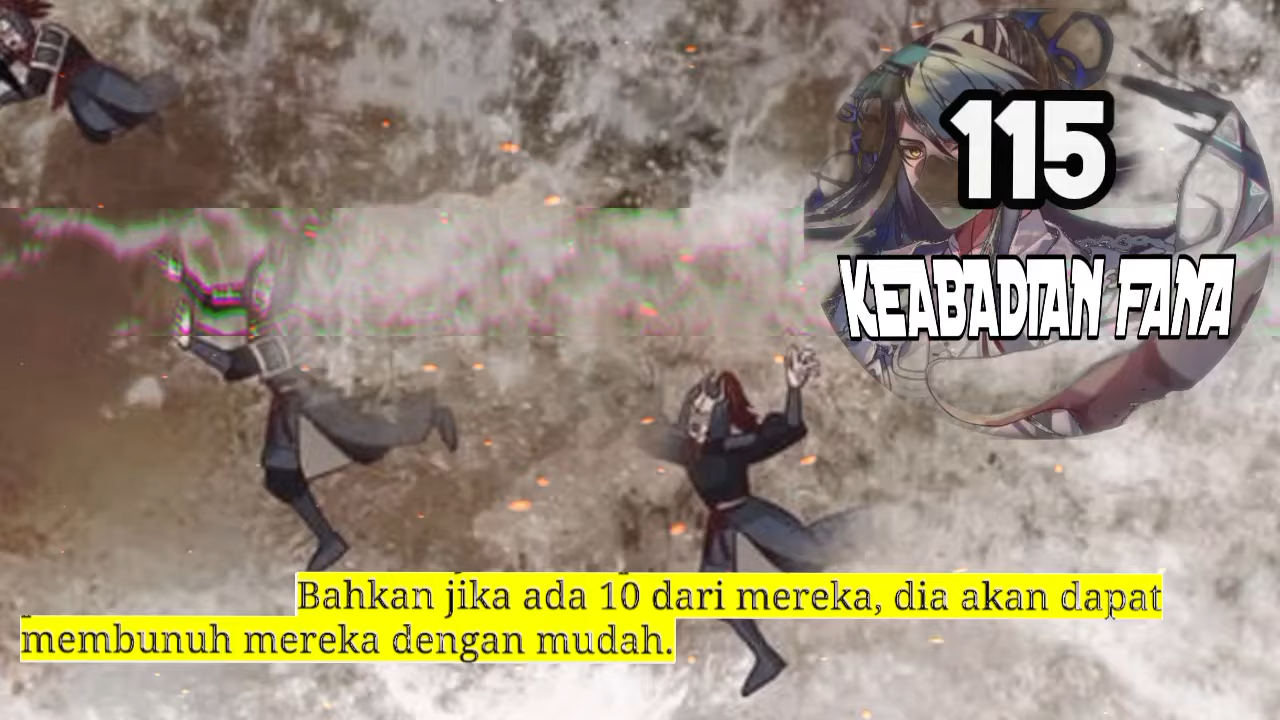 115
KEABADIAN FANA
Bahkan jika ada 10 dari mereka, dia akan dapat
membunuh mereka dengan mudah.